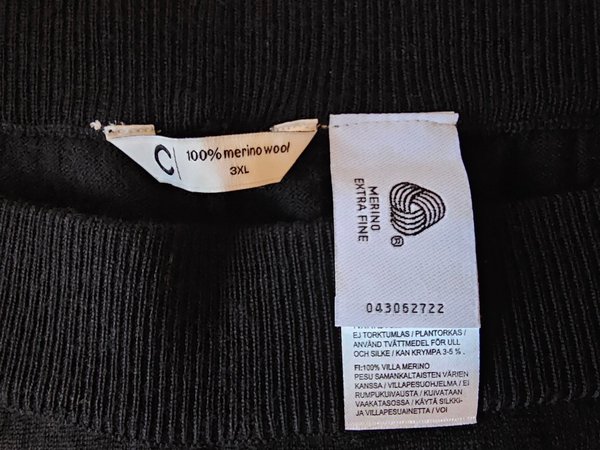 C
100% merino wool
3XL
MERINO
EXTRA FINE
043062722
EJ TORKTUMLAS / PLANTORKAS /
ANVÄND TVÄTTMEDEL FÖR ULL
OCH SILKE / KAN KRYMPA 3-5 %.
FI:100% VILLA MERINO
PESU SAMANKALTAISTEN VÄRIEN
KANSSA / VILLAPESUOHJELMA / EI
RUMPUKUIVAUSTA / KUIVATAAN
VAAKATASOSSA / KÄYTÄ SILKKI-
JA VILLAPESUAINETTA / VOI